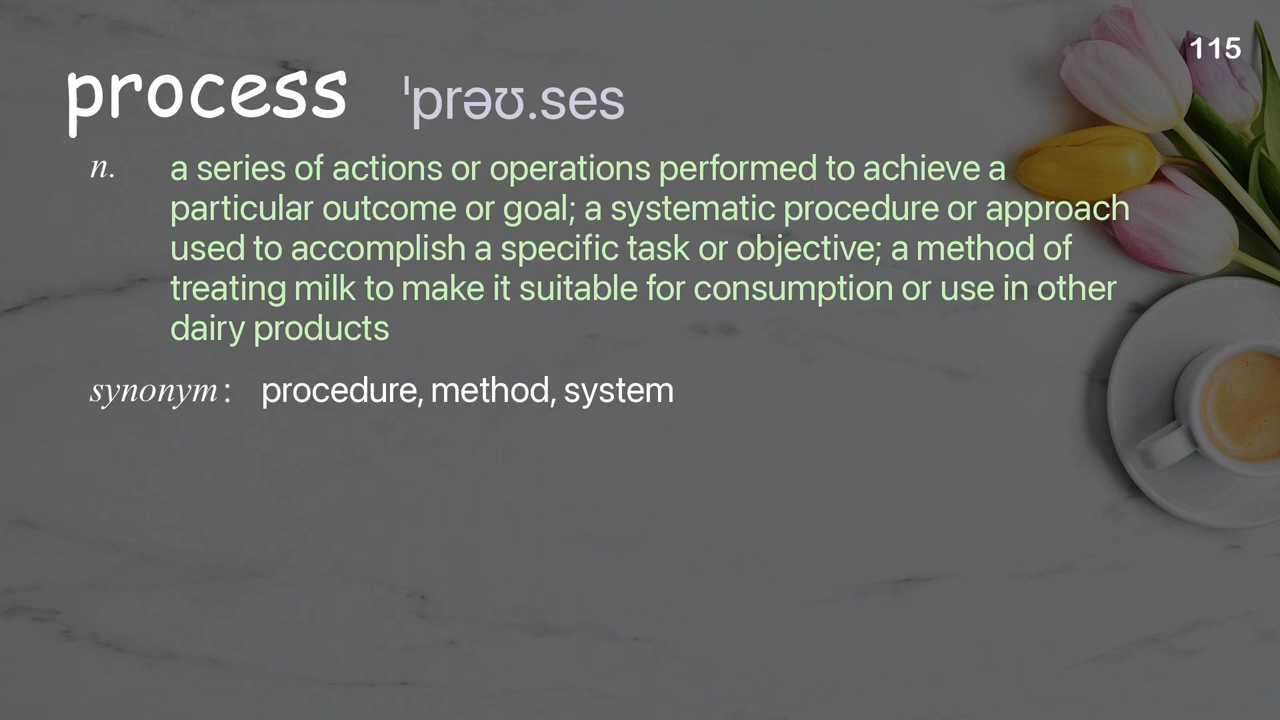 115
process ˈprəʊ.ses
n. a series of actions or operations performed to achieve a
particular outcome or goal; a systematic procedure or approach
used to accomplish a specific task or objective; a method of
treating milk to make it suitable for consumption or use in other
dairy products
synonym: procedure, method, system